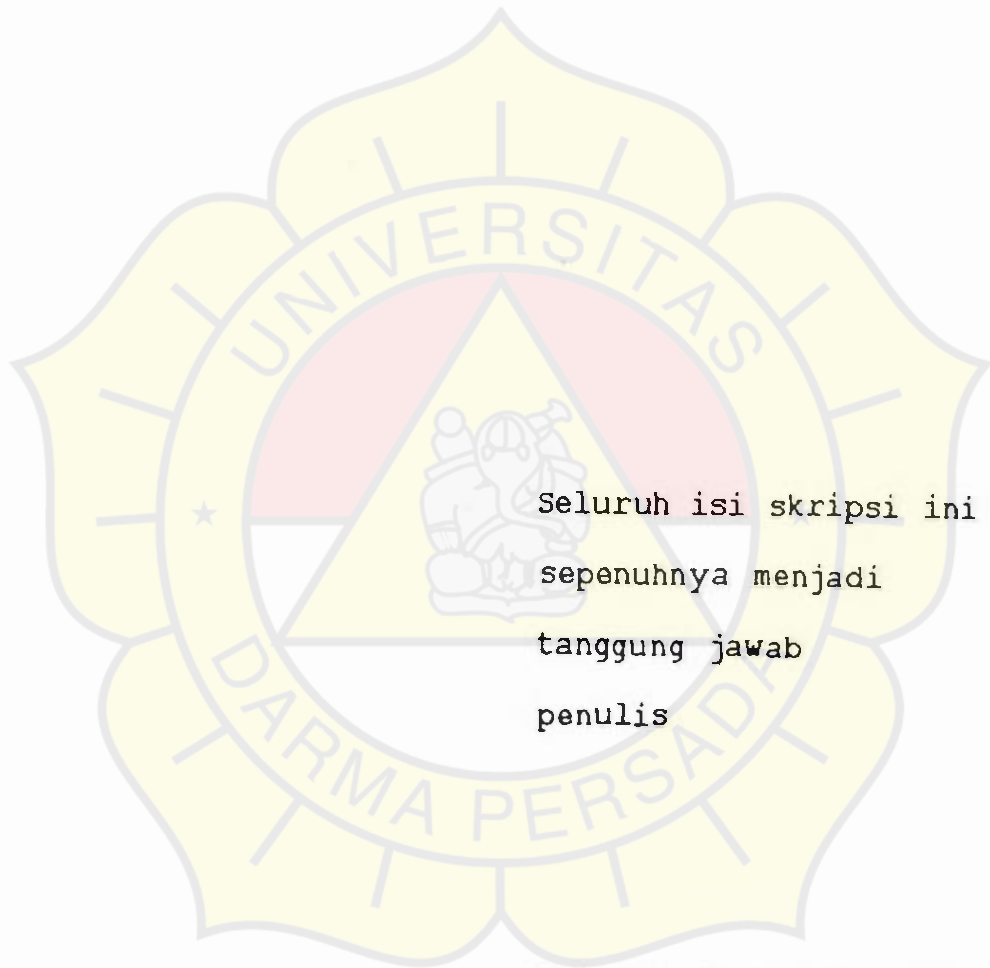 UNIVERSITAS
Seluruh isi skripsi ini
sepenuhnya menjadi
tanggung jawab
penulis
DARMA PERSADA